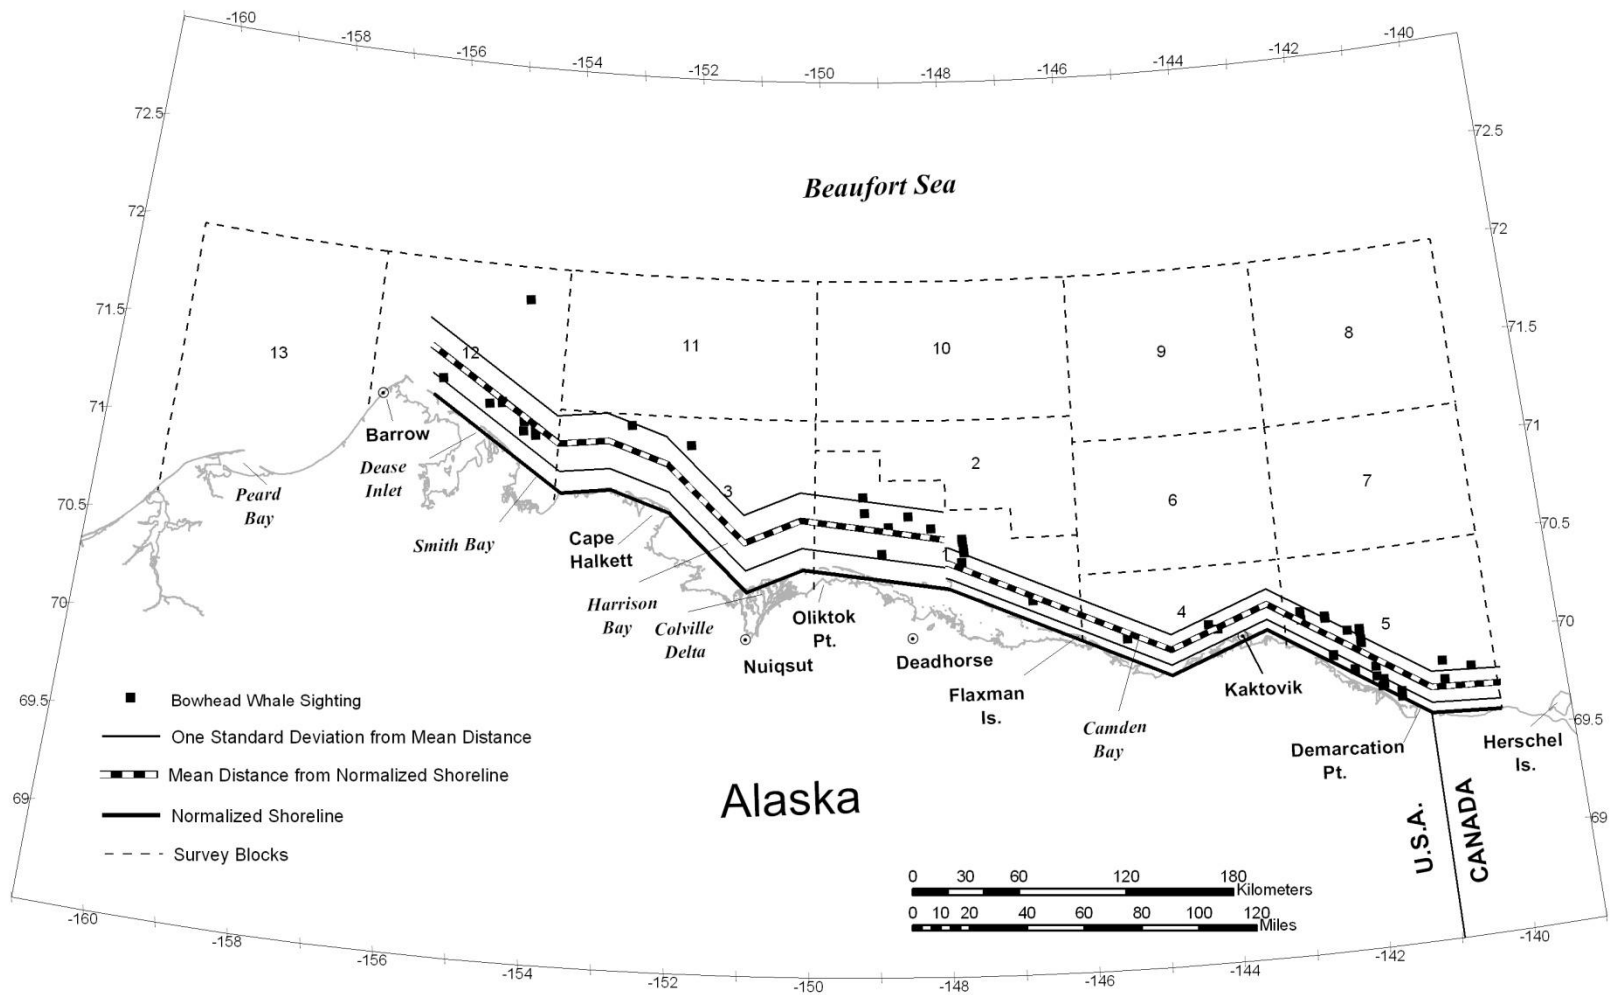 -160
-158
-156
-154
-152
-150
-148
-146
-144
-142
-140
72.5
72.5
Beaufort Sea
72
72
71.5
71.5
13
12
11
10
9
8
71
71
Barrow
Dease
Inlet
Peard
Bay
3
2
6
7
70.5
70.5
Smith Bay
Cape
Halkett
Harrison
Bay
Colville
Delta
Oliktok
Pt.
4
5
70
70
Nuiqsut
Deadhorse
Flaxman
Is.
Kaktovik
Camden
Bay
Demarcation
Pt.
Herschel
Is.
69.5
69.5
Bowhead Whale Sighting
One Standard Deviation from Mean Distance
Mean Distance from Normalized Shoreline
Normalized Shoreline
Survey Blocks
Alaska
U.S.A.
CANADA
69
69
0 30 60 120 180
Kilometers
0 10 20 40 60 80 100 120
Miles
-160
-158
-156
-154
-152
-150
-148
-146
-144
-142
-140